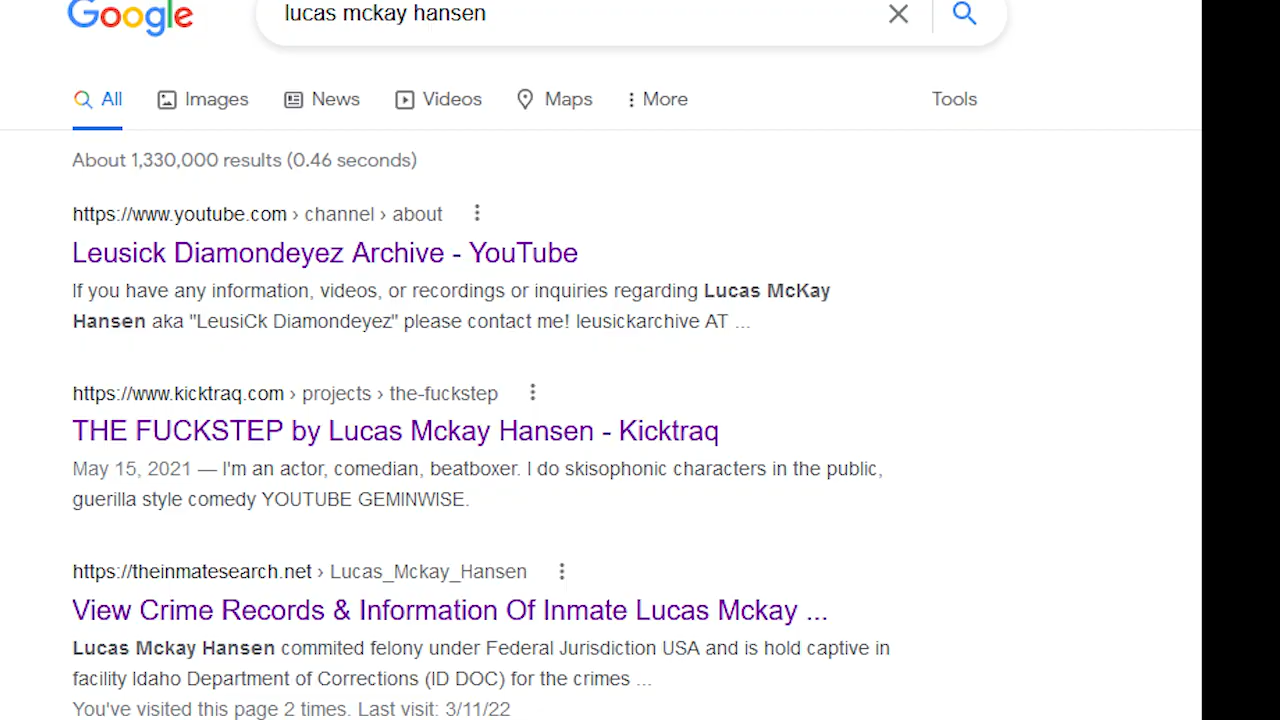 Google
lucas mckay hansen
All Images News Videos Maps More Tools
About 1,330,000 results (0.46 seconds)
https://www.youtube.com › channel › about
Leusick Diamondeyez Archive - YouTube
If you have any information, videos, or recordings or inquiries regarding Lucas McKay
Hansen aka "LeusiCk Diamondeyez" please contact me! leusickarchive AT ...
https://www.kicktraq.com › projects › the-fuckstep
THE FUCKSTEP by Lucas Mckay Hansen - Kicktraq
May 15, 2021 — I'm an actor, comedian, beatboxer. I do skisophonic characters in the public,
guerilla style comedy YOUTUBE GEMINWISE.
https://theinmatesearch.net › Lucas_Mckay_Hansen
View Crime Records & Information Of Inmate Lucas Mckay ...
Lucas Mckay Hansen commited felony under Federal Jurisdiction USA and is hold captive in
facility Idaho Department of Corrections (ID DOC) for the crimes ...
You've visited this page 2 times. Last visit: 3/11/22